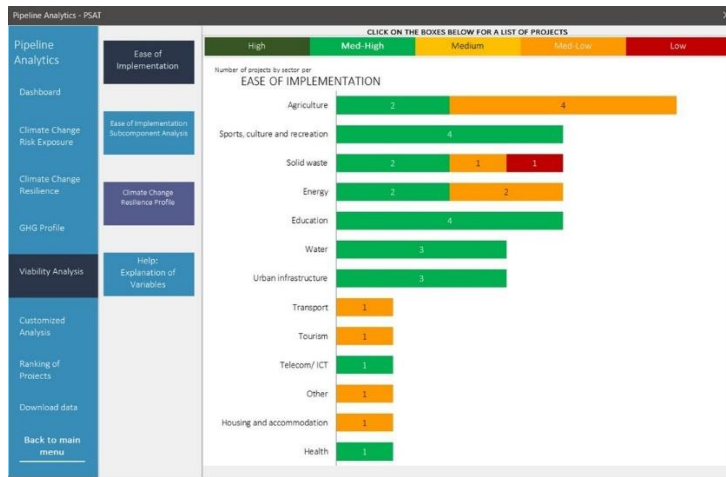 Pipeline Analytics - PSAT
Pipeline
Analytics
Dashboard
Climate Change
Risk Exposure
Climate Change
Resilience
GHG Profile
Viability Analysis
Customized
Analysis
Ranking of
Projects
Download data
Back to main
menu
Ease of
Implementation
Ease of Implementation
Subcomponent Analysis
Climate Change
Resilience Profile
Help:
Explanation of
Variables
CLICK ON THE BOXES BELOW FOR A LIST OF PROJECTS
High Med-High Medium Med-Low Low
Number of projects by sector per
EASE OF IMPLEMENTATION
Agriculture 2 4
Sports, culture and recreation 4
Solid waste 2 1 1
Energy 2 2
Education 4
Water 3
Urban infrastructure 3
Transport 1
Tourism 1
Telecom/ ICT 1
Other 1
Housing and accommodation 1
Health 1